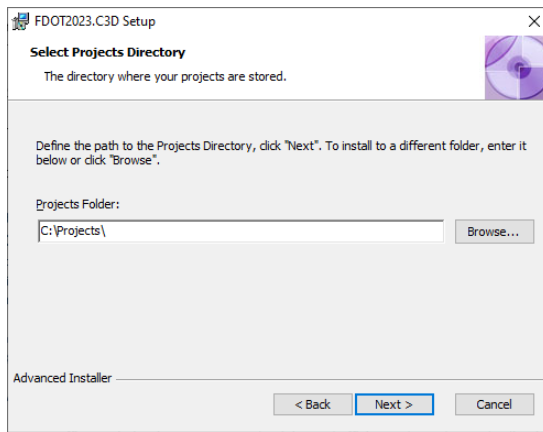 FDOT2023.C3D Setup
Select Projects Directory
The directory where your projects are stored.
Define the path to the Projects Directory, click "Next". To install to a different folder, enter it
below or click "Browse".
Projects Folder:
C:\Projects\
Browse...
Advanced Installer
< Back
Next >
Cancel